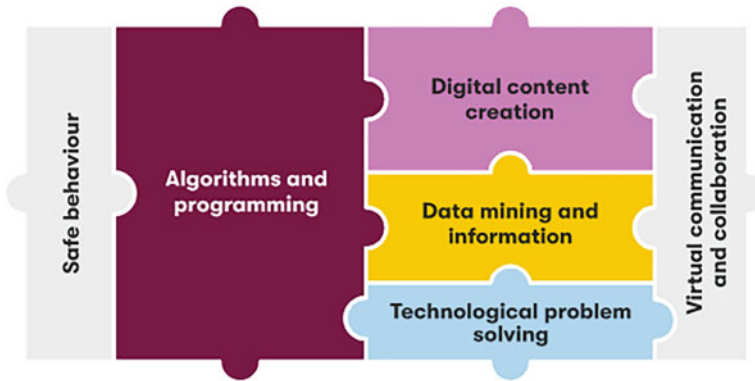 Safe behaviour
Algorithms and
programming
Digital content
creation
Data mining and
information
Technological problem
solving
Virtual communication
and collaboration